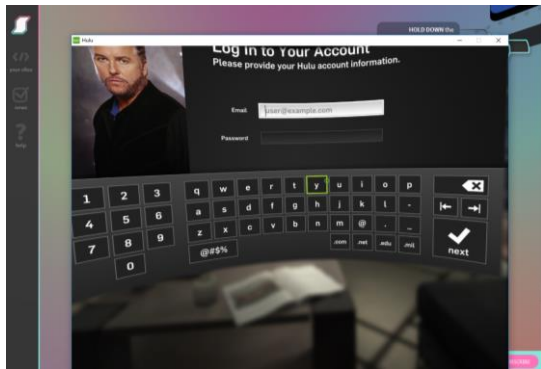 HOLD DOWN the
Hulu
Log In to Your Account
Please provide your Hulu account information.
Email
user@example.com
Password
1 2 3 q w e r t y u i o p
4 5 6 a s d f g h j k l -
7 8 9 z x c v b n m @ . _
0 @#$% .com .net .edu .mil
next
help